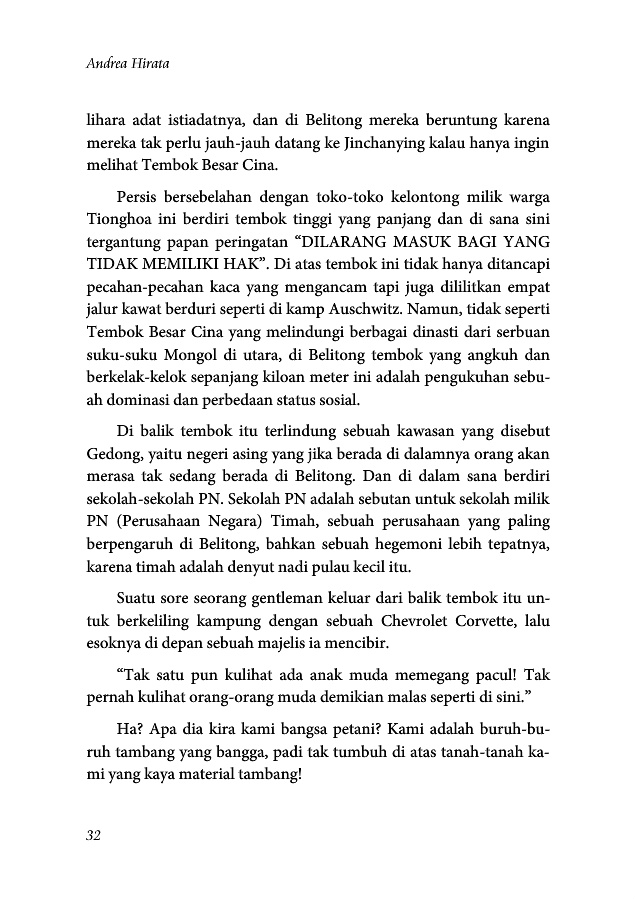 Andrea Hirata
lihara adat istiadatnya, dan di Belitong mereka beruntung karena
mereka tak perlu jauh-jauh datang ke Jinchanying kalau hanya ingin
melihat Tembok Besar Cina.
Persis bersebelahan dengan toko-toko kelontong milik warga
Tionghoa ini berdiri tembok tinggi yang panjang dan di sana sini
tergantung papan peringatan “DILARANG MASUK BAGI YANG
TIDAK MEMILIKI HAK”. Di atas tembok ini tidak hanya ditancapi
pecahan-pecahan kaca yang mengancam tapi juga dililitkan empat
jalur kawat berduri seperti di kamp Auschwitz. Namun, tidak seperti
Tembok Besar Cina yang melindungi berbagai dinasti dari serbuan
suku-suku Mongol di utara, di Belitong tembok yang angkuh dan
berkelak-kelok sepanjang kiloan meter ini adalah pengukuhan sebu-
ah dominasi dan perbedaan status sosial.
Di balik tembok itu terlindung sebuah kawasan yang disebut
Gedong, yaitu negeri asing yang jika berada di dalamnya orang akan
merasa tak sedang berada di Belitong. Dan di dalam sana berdiri
sekolah-sekolah PN. Sekolah PN adalah sebutan untuk sekolah milik
PN (Perusahaan Negara) Timah, sebuah perusahaan yang paling
berpengaruh di Belitong, bahkan sebuah hegemoni lebih tepatnya,
karena timah adalah denyut nadi pulau kecil itu.
Suatu sore seorang gentleman keluar dari balik tembok itu un-
tuk berkeliling kampung dengan sebuah Chevrolet Corvette, lalu
esoknya di depan sebuah majelis ia mencibir.
“Tak satu pun kulihat ada anak muda memegang pacul! Tak
pernah kulihat orang-orang muda demikian malas seperti di sini.”
Ha? Apa dia kira kami bangsa petani? Kami adalah buruh-bu-
ruh tambang yang bangga, padi tak tumbuh di atas tanah-tanah ka-
mi yang kaya material tambang!
32